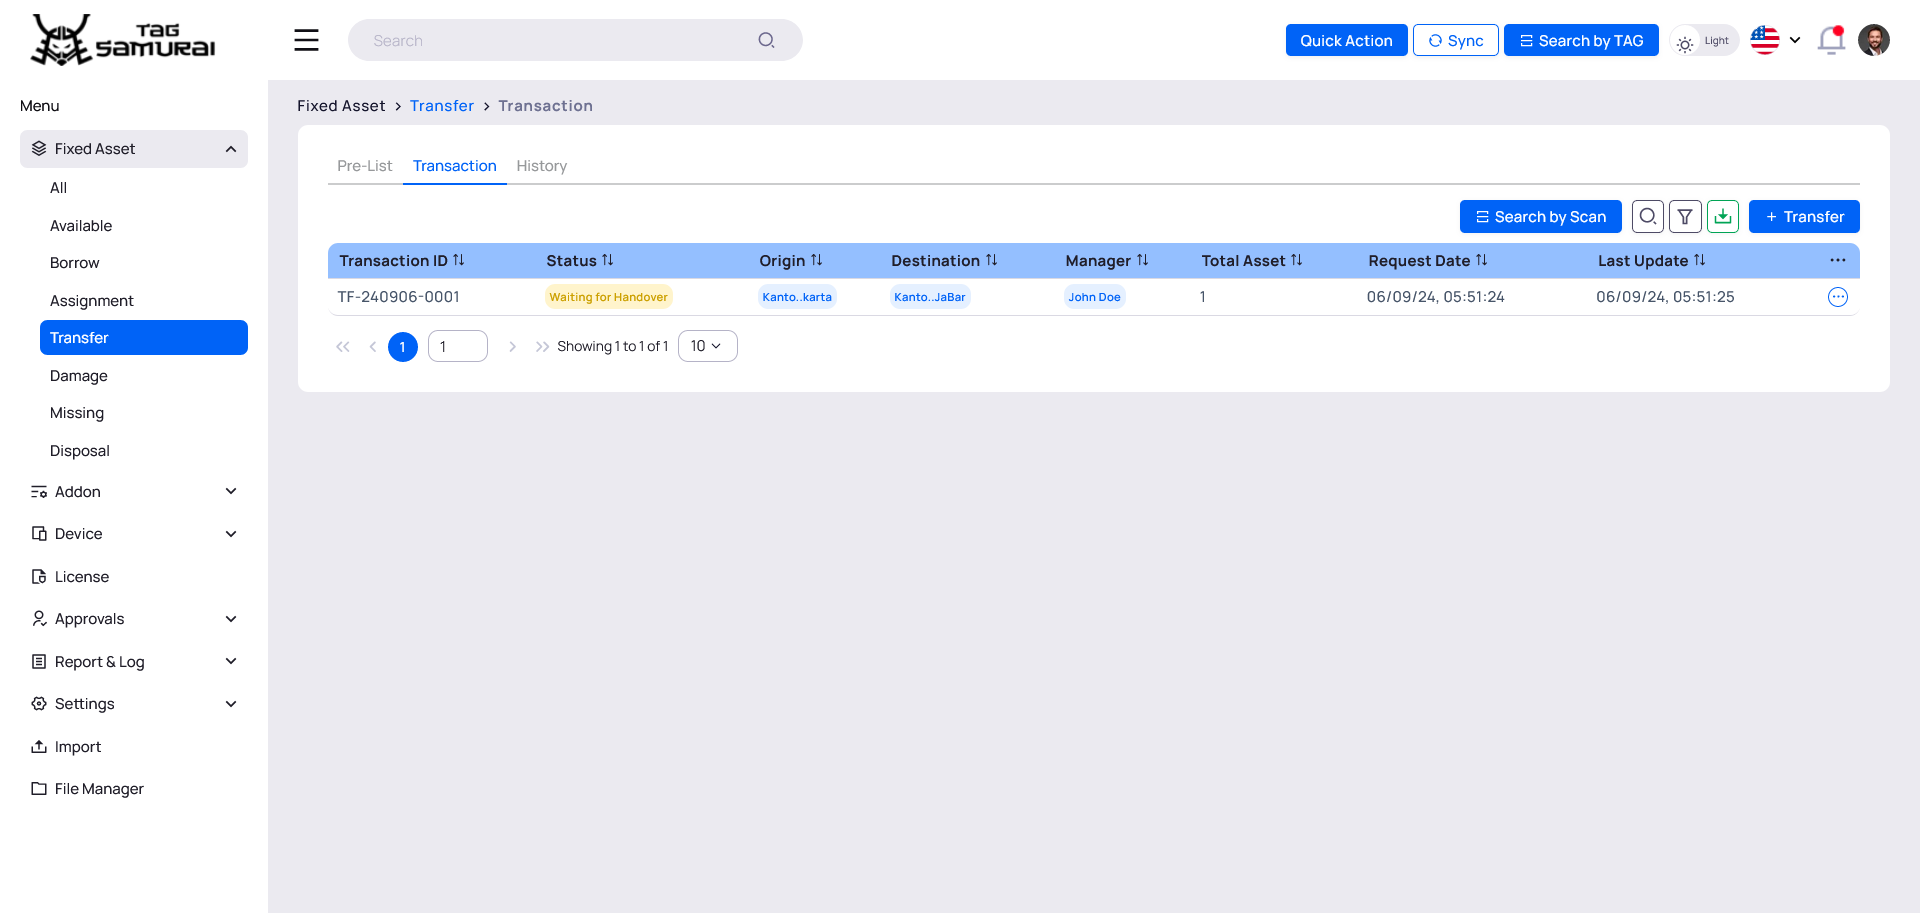 TAG
SAMURAI
Search
Quick Action
Sync
Search by TAG
Light
Menu
Fixed Asset
All
Available
Borrow
Assignment
Transfer
Damage
Missing
Disposal
Addon
Device
License
Approvals
Report & Log
Settings
Import
File Manager
Fixed Asset > Transfer > Transaction
Pre-List Transaction History
Search by Scan + Transfer
Transaction ID Status Origin Destination Manager Total Asset Request Date Last Update ...
TF-240906-0001 Waiting for Handover Kanto..karta Kanto..JaBar John Doe 1 06/09/24, 05:51:24 06/09/24, 05:51:25
1 1 Showing 1 to 1 of 1 10